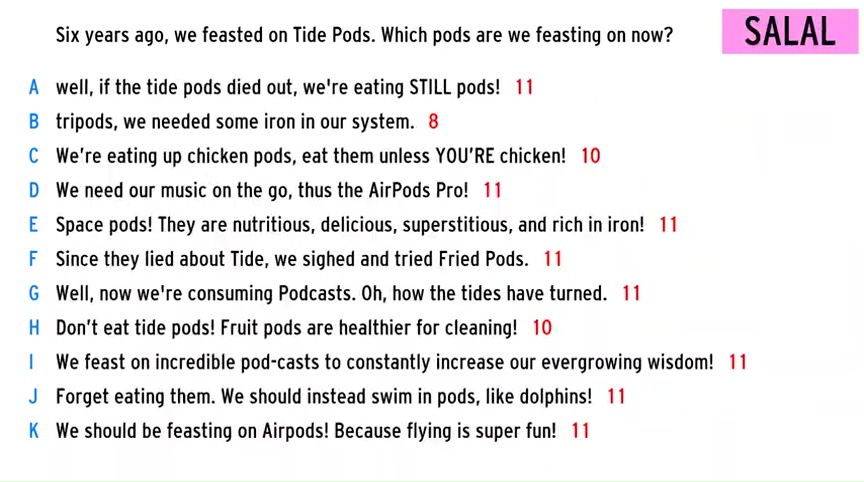 Six years ago, we feasted on Tide Pods. Which pods are we feasting on now?
SALAL
A well, if the tide pods died out, we're eating STILL pods! 11
B tripods, we needed some iron in our system. 8
C We're eating up chicken pods, eat them unless YOU'RE chicken! 10
D We need our music on the go, thus the AirPods Pro! 11
E Space pods! They are nutritious, delicious, superstitious, and rich in iron! 11
F Since they lied about Tide, we sighed and tried Fried Pods. 11
G Well, now we're consuming Podcasts. Oh, how the tides have turned. 11
H Don't eat tide pods! Fruit pods are healthier for cleaning! 10
I We feast on incredible pod-casts to constantly increase our evergrowing wisdom! 11
J Forget eating them. We should instead swim in pods, like dolphins! 11
K We should be feasting on Airpods! Because flying is super fun! 11